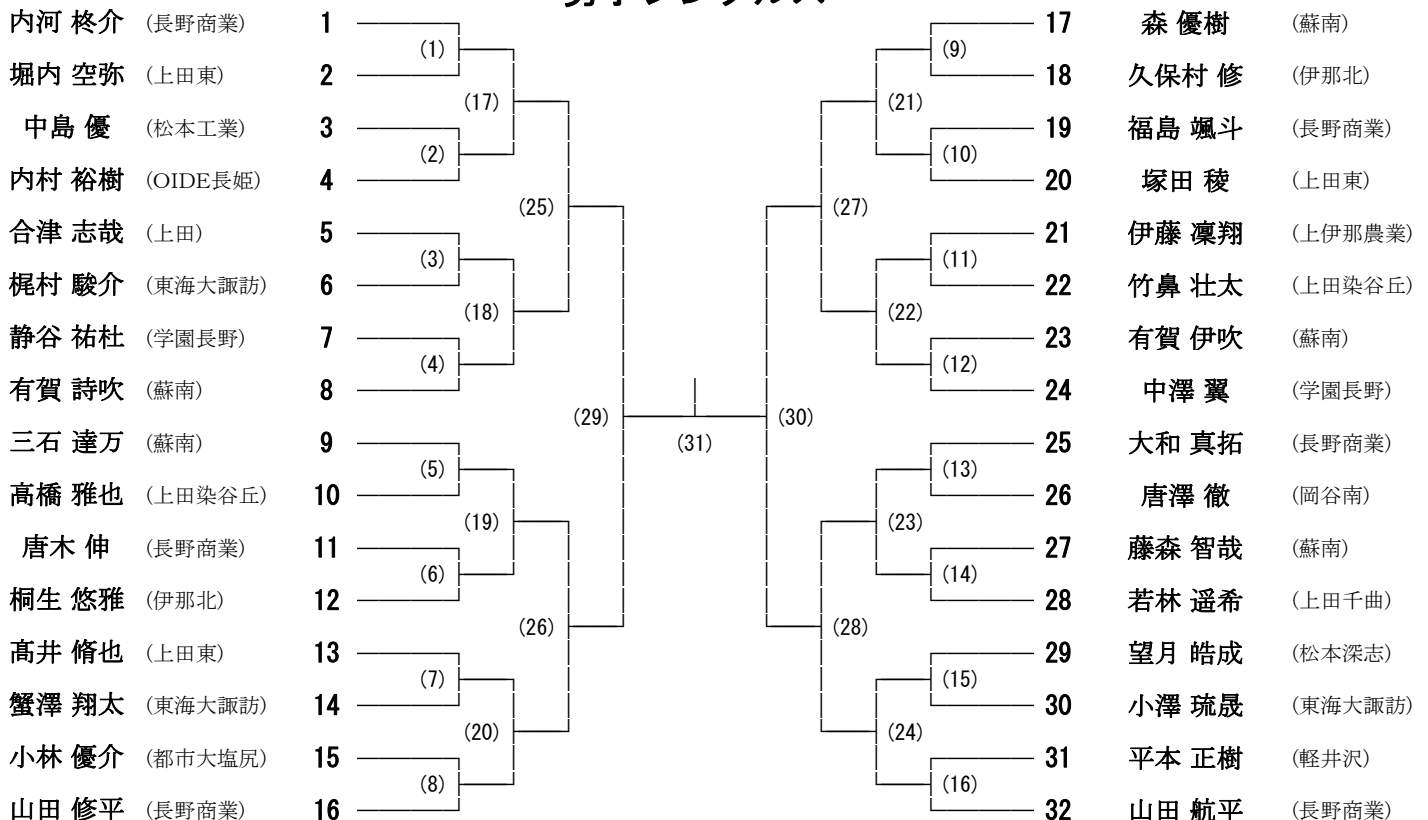 内河 柊介 (長野商業) 1
堀内 空弥 (上田東) 2
中島 優 (松本工業) 3
内村 裕樹 (OIDE長姫) 4
合津 志哉 (上田) 5
梶村 駿介 (東海大諏訪) 6
静谷 祐杜 (学園長野) 7
有賀 詩吹 (蘇南) 8
三石 達万 (蘇南) 9
高橋 雅也 (上田染谷丘) 10
唐木 伸 (長野商業) 11
桐生 悠雅 (伊那北) 12
髙井 脩也 (上田東) 13
蟹澤 翔太 (東海大諏訪) 14
小林 優介 (都市大塩尻) 15
山田 修平 (長野商業) 16
(1)
(2)
(3)
(4)
(5)
(6)
(7)
(8)
(17)
(18)
(19)
(20)
(25)
(26)
(29)
(31)
(30)
(27)
(28)
(21)
(22)
(23)
(24)
(9)
(10)
(11)
(12)
(13)
(14)
(15)
(16)
17 森 優樹 (蘇南)
18 久保村 修 (伊那北)
19 福島 颯斗 (長野商業)
20 塚田 稜 (上田東)
21 伊藤 凜翔 (上伊那農業)
22 竹鼻 壮太 (上田染谷丘)
23 有賀 伊吹 (蘇南)
24 中澤 翼 (学園長野)
25 大和 真拓 (長野商業)
26 唐澤 徹 (岡谷南)
27 藤森 智哉 (蘇南)
28 若林 遥希 (上田千曲)
29 望月 皓成 (松本深志)
30 小澤 琉晟 (東海大諏訪)
31 平本 正樹 (軽井沢)
32 山田 航平 (長野商業)